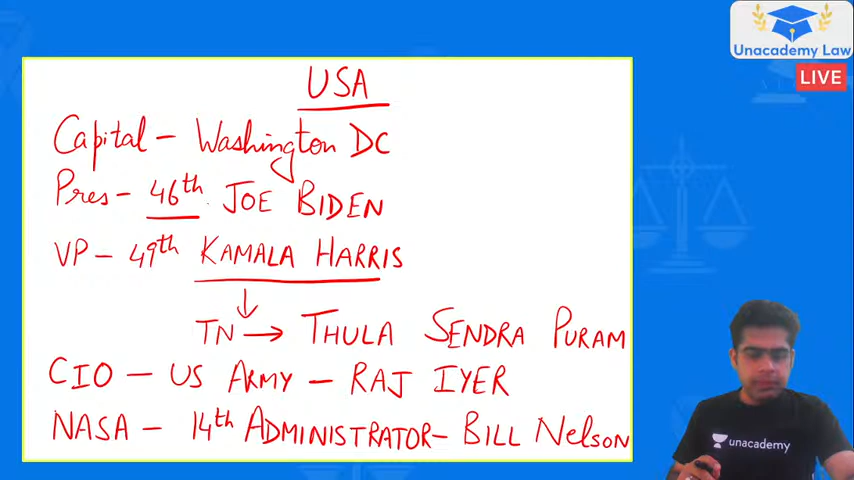 Unacademy Law
LIVE
USA
Capital - Washington DC
Pres - 46th JOE BIDEN
VP - 49th KAMALA HARRIS
TN → THULA SENDRA PURAM
CIO - US ARMY - RAJ IYER
NASA - 14th ADMINISTRATOR - BILL Nelson
unacademy